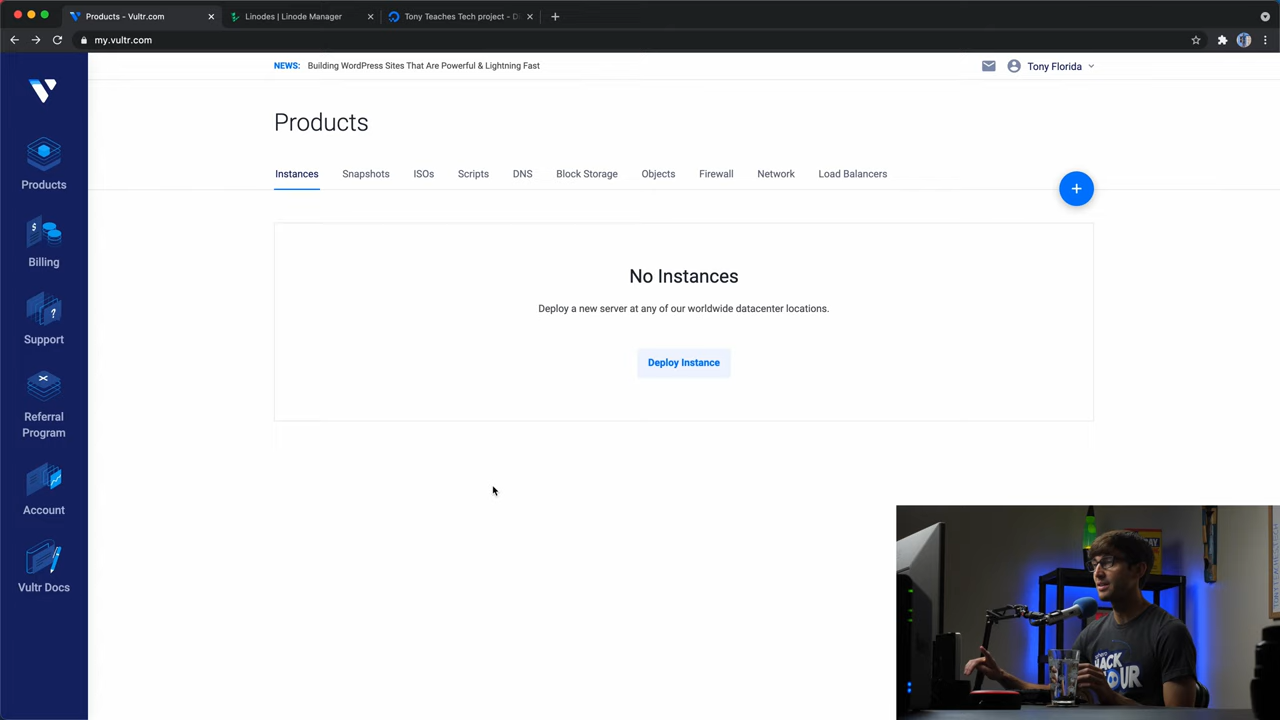 Products - Vultr.com
Linodes | Linode Manager
Tony Teaches Tech project - D
my.vultr.com
NEWS: Building WordPress Sites That Are Powerful & Lightning Fast
Tony Florida
Products
Instances Snapshots ISOs Scripts DNS Block Storage Objects Firewall Network Load Balancers
+
No Instances
Deploy a new server at any of our worldwide datacenter locations.
Deploy Instance
Products
Billing
Support
Referral
Program
Account
Vultr Docs
HACK